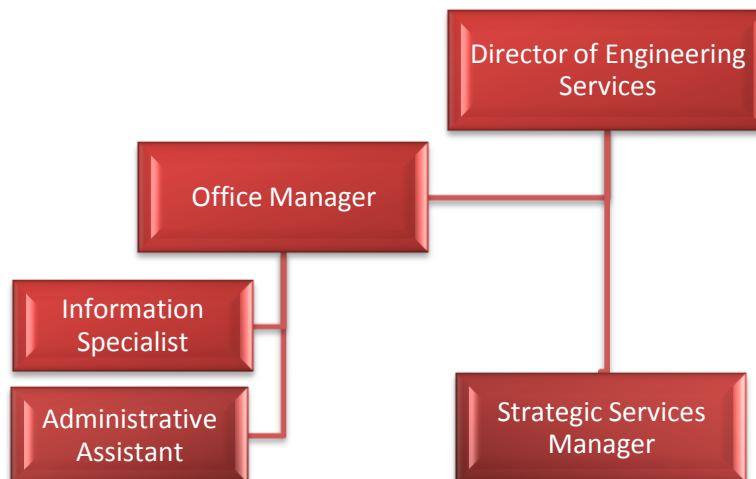 Director of Engineering
Services
Office Manager
Information
Specialist
Administrative
Assistant
Strategic Services
Manager